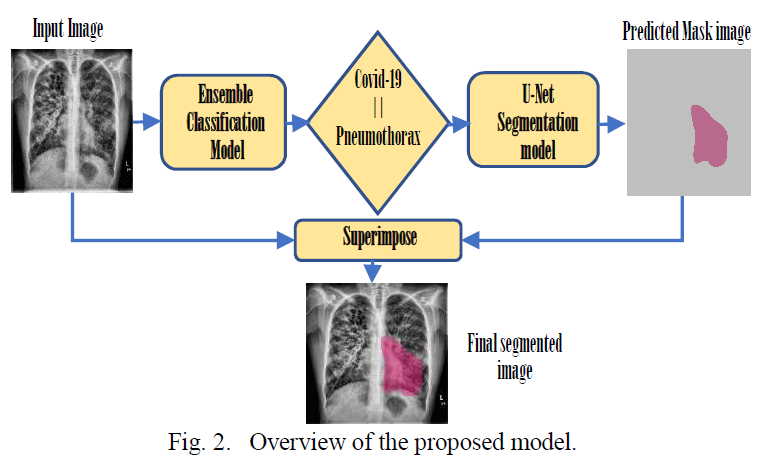 Input Image
Predicted Mask image
Ensemble
Classification
Model
Covid-19
||
Pneumothorax
U-Net
Segmentation
model
L
Superimpose
Final segmented
image
L
Fig. 2. Overview of the proposed model.